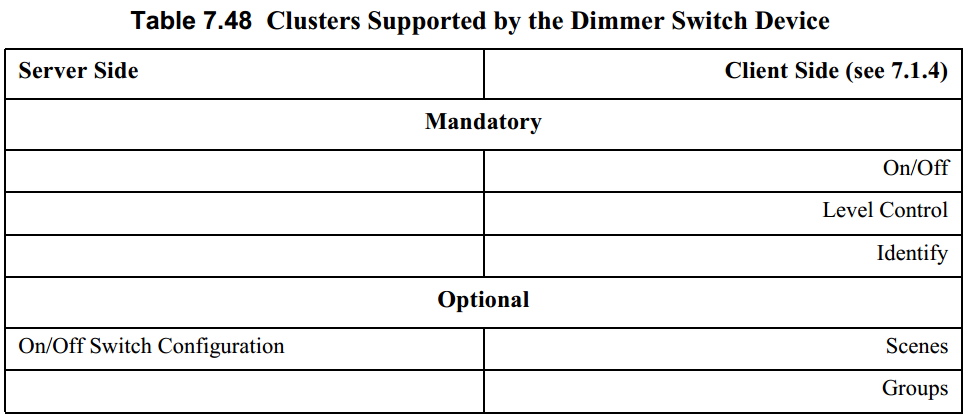 Table 7.48 Clusters Supported by the Dimmer Switch Device
Server Side Client Side (see 7.1.4)
Mandatory
On/Off
Level Control
Identify
Optional
On/Off Switch Configuration Scenes
Groups